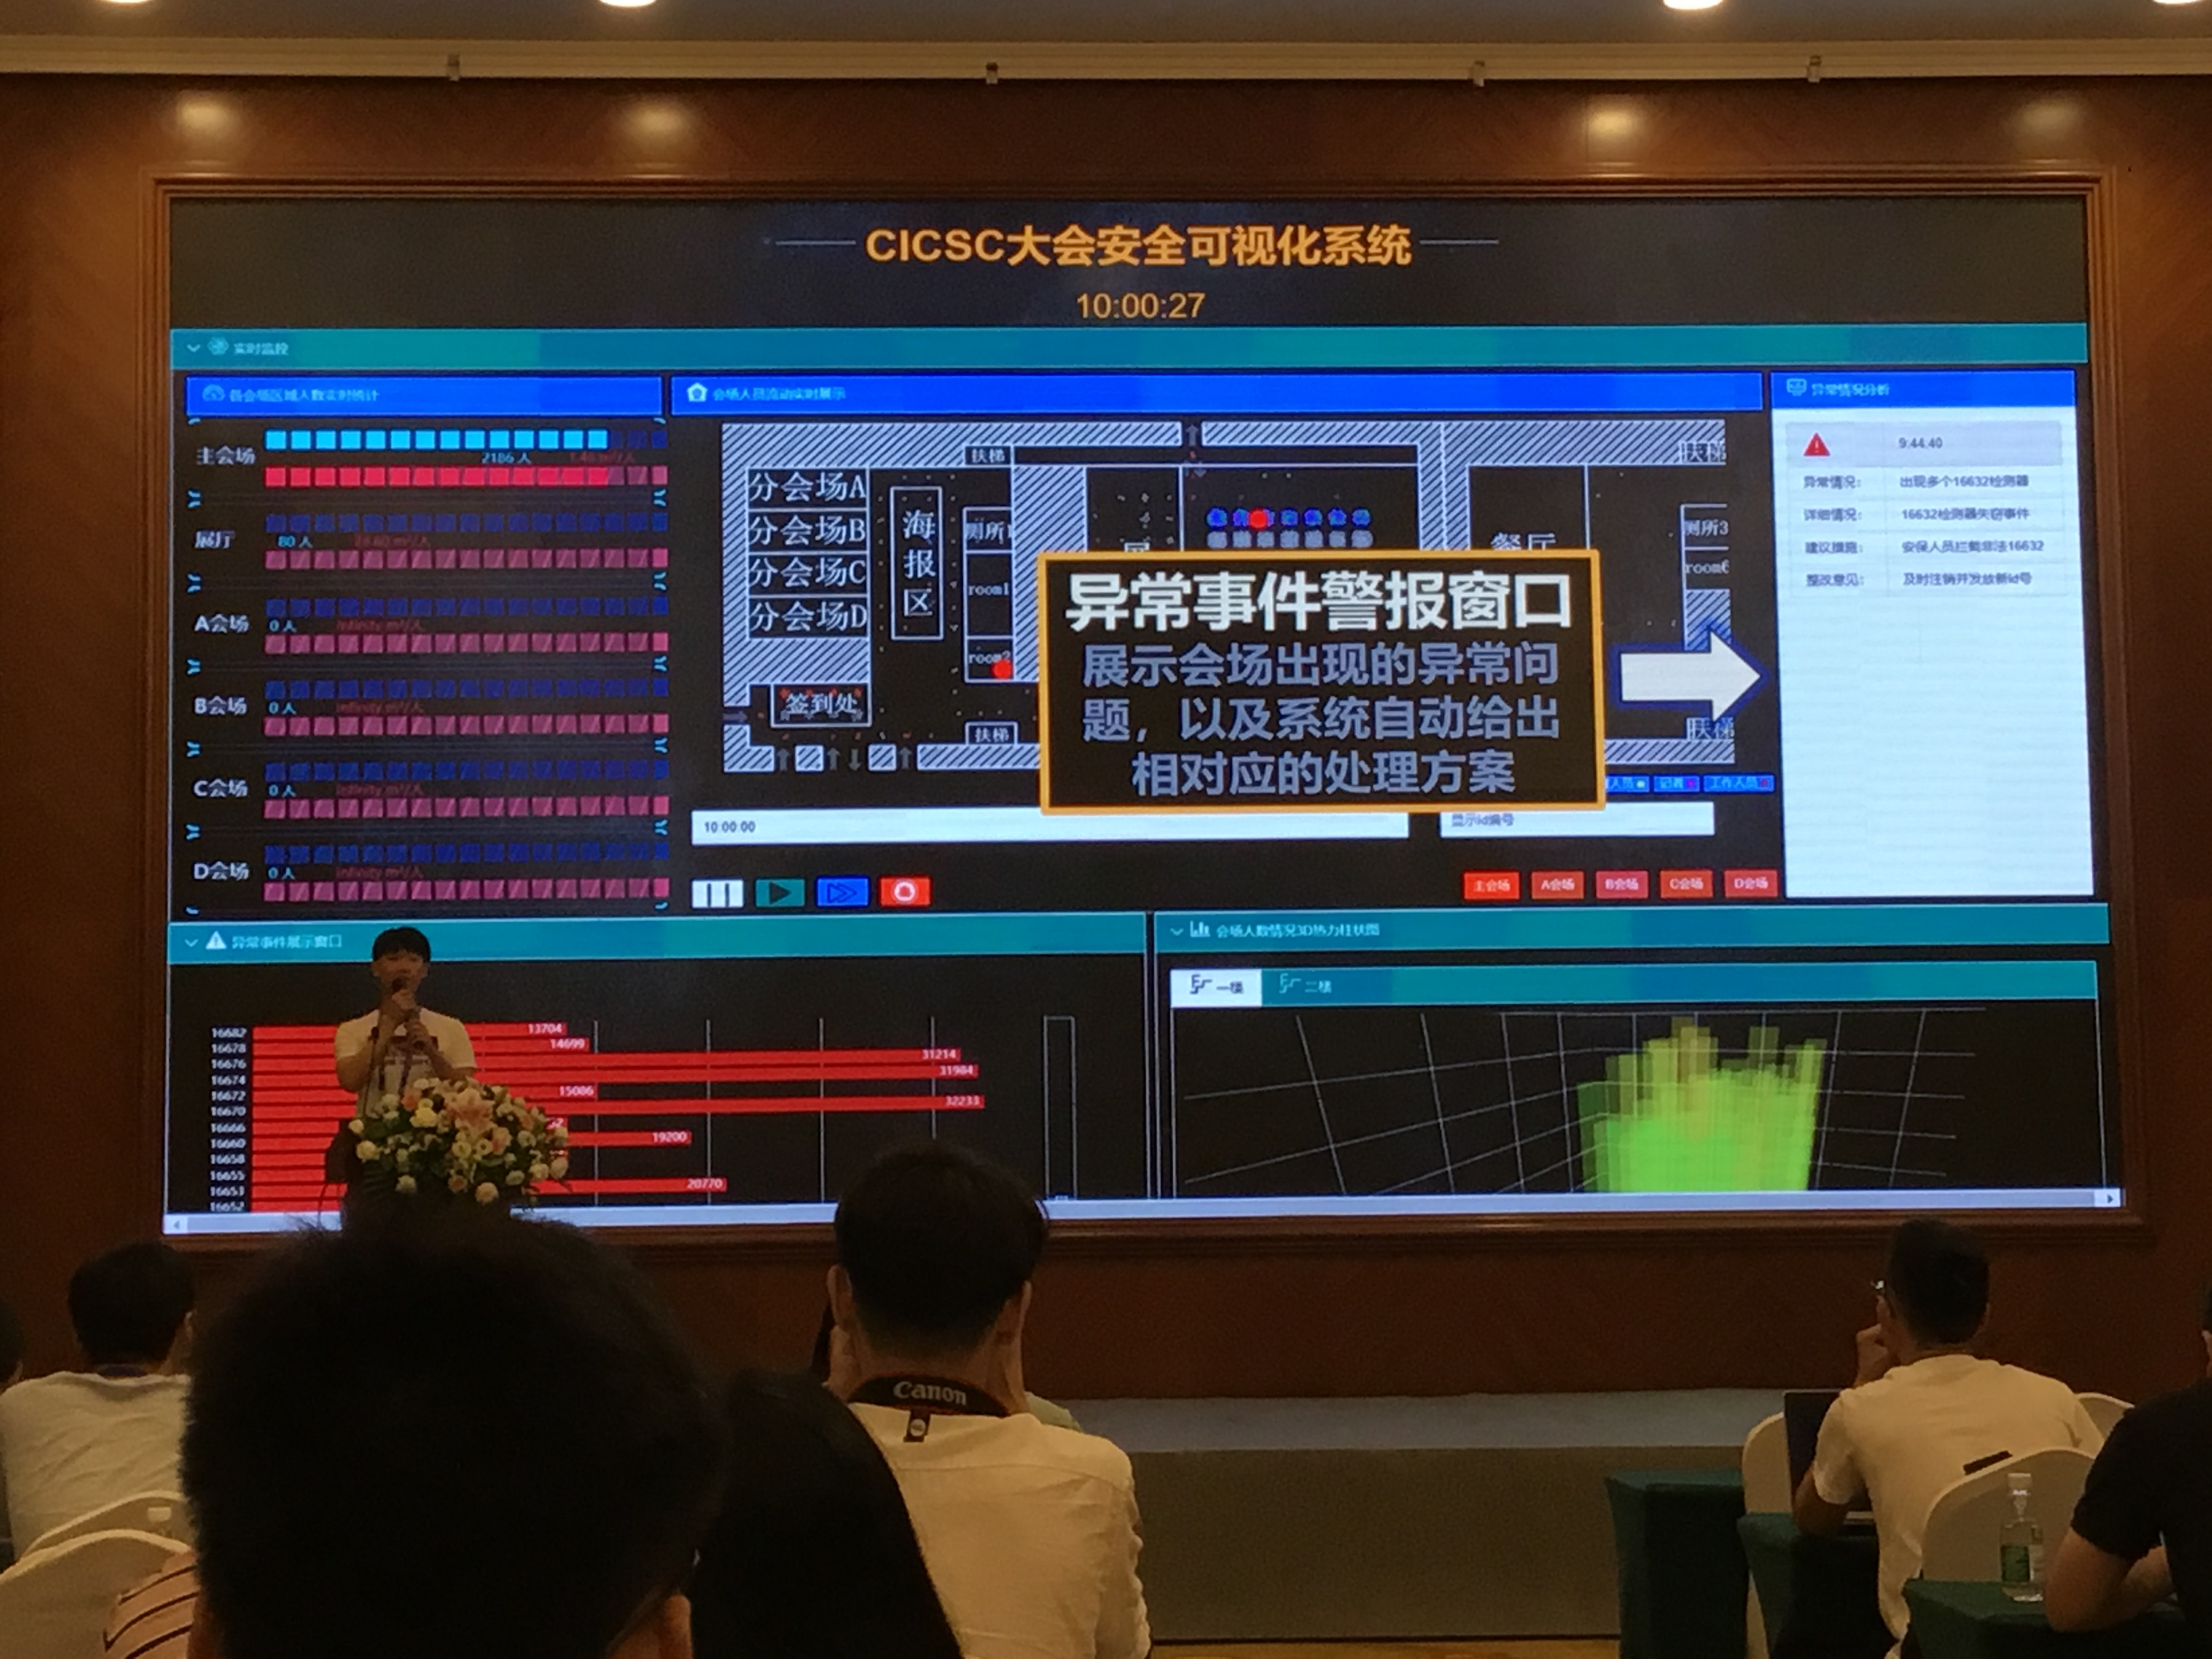 CICSC大会安全可视化系统
10:00:27
实时监控
各会场区域人数实时统计
会场人员流动实时展示
异常情况分析
主会场
2186 人
展厅
80 人
A会场
0 人
Infinity m²/人
B会场
0 人
Infinity m²/人
C会场
0 人
Infinity m²/人
D会场
0 人
Infinity m²/人
扶梯
扶梯
分会场A
分会场B
分会场C
分会场D
海报区
厕所1
room1
room2
餐厅
厕所3
room6
签到处
扶梯
扶梯
异常事件警报窗口
展示会场出现的异常问
题，以及系统自动给出
相对应的处理方案
9:44:40
异常情况: 出现多个16632检测器
详细情况: 16632检测器失窃事件
建议措施: 安保人员拦截非法16632
整改意见: 及时注销并发放新id号
人员
记者
工作人员
10:00:00
显示id编号
主会场
A会场
B会场
C会场
D会场
异常事件展示窗口
会场人数情况3D热力柱状图
一楼
二楼
16682 13704
16678 14699
16676 31214
16674 31984
16672 15086
16670 32233
16666
16660 19200
16658
16655
16653 20770
16652
Canon